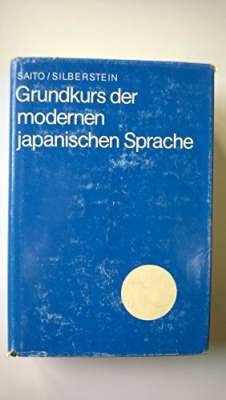 SAITO/SILBERSTEIN
Grundkurs der
modernen
japanischen Sprache